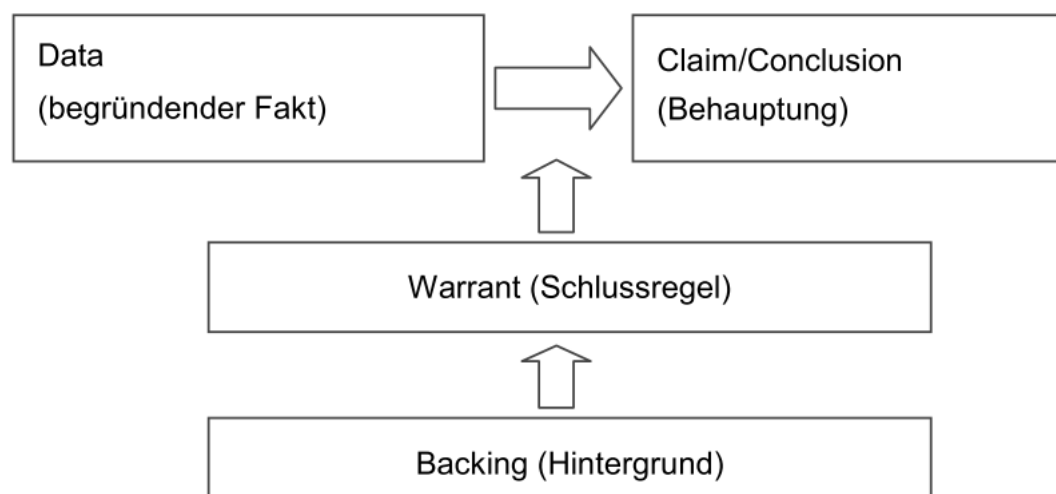 Data
(begründender Fakt)
Claim/Conclusion
(Behauptung)
Warrant (Schlussregel)
Backing (Hintergrund)